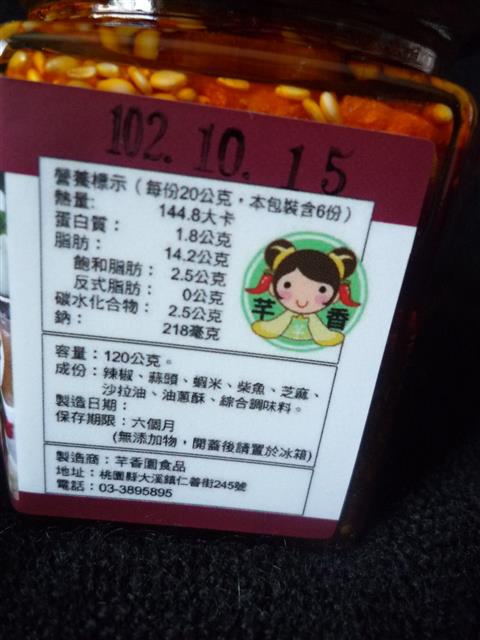 102. 10. 15
營養標示（每份20公克，本包裝含6份）
熱量: 144.8大卡
蛋白質： 1.8公克
脂肪： 14.2公克
飽和脂肪： 2.5公克
反式脂肪： 0公克
碳水化合物： 2.5公克
鈉： 218毫克
芋 香
容量：120公克。
成份：辣椒、蒜頭、蝦米、柴魚、芝麻、
沙拉油、油蔥酥、綜合調味料。
製造日期：
保存期限：六個月
(無添加物，開蓋後請置於冰箱)
製造商：芋香園食品
地址：桃園縣大溪鎮仁善街245號
電話：03-3895895